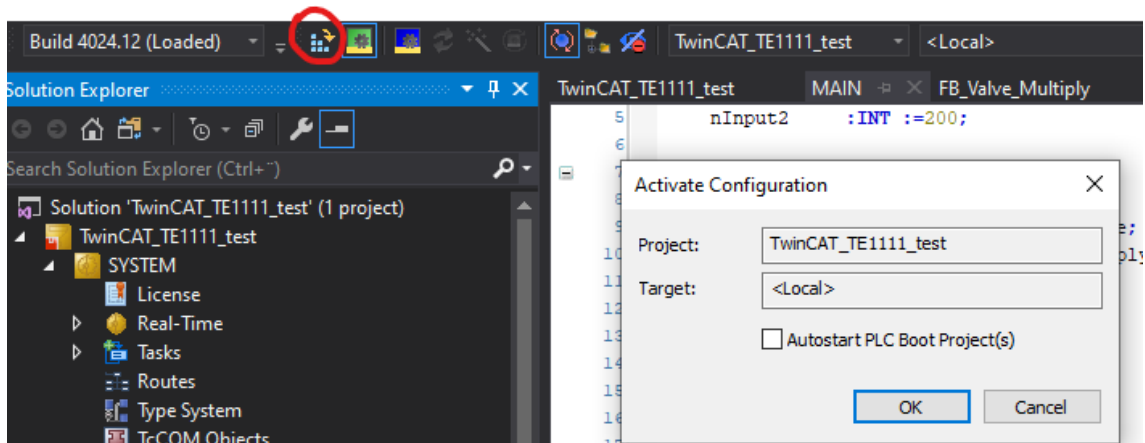 Build 4024.12 (Loaded)
TwinCAT_TE1111_test
<Local>
Solution Explorer
Search Solution Explorer (Ctrl+¨)
Solution 'TwinCAT_TE1111_test' (1 project)
TwinCAT_TE1111_test
SYSTEM
License
Real-Time
Tasks
Routes
Type System
TcCOM Objects
TwinCAT_TE1111_test
MAIN
FB_Valve_Multiply
5 nInput2 :INT :=200;
6
Activate Configuration
Project: TwinCAT_TE1111_test
Target: <Local>
Autostart PLC Boot Project(s)
OK
Cancel